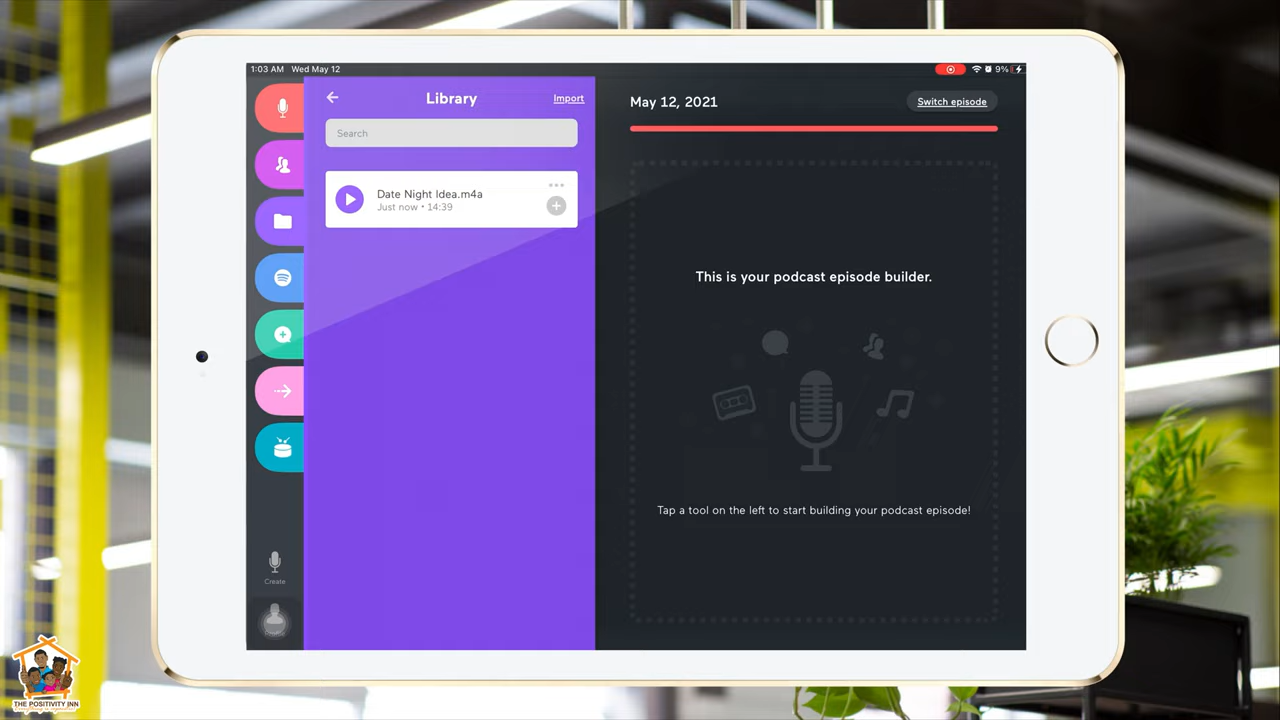 1:03 AM Wed May 12
9%
Library
Import
Search
Date Night Idea.m4a
Just now • 14:39
May 12, 2021
Switch episode
This is your podcast episode builder.
Tap a tool on the left to start building your podcast episode!
Create
THE POSITIVITY INN